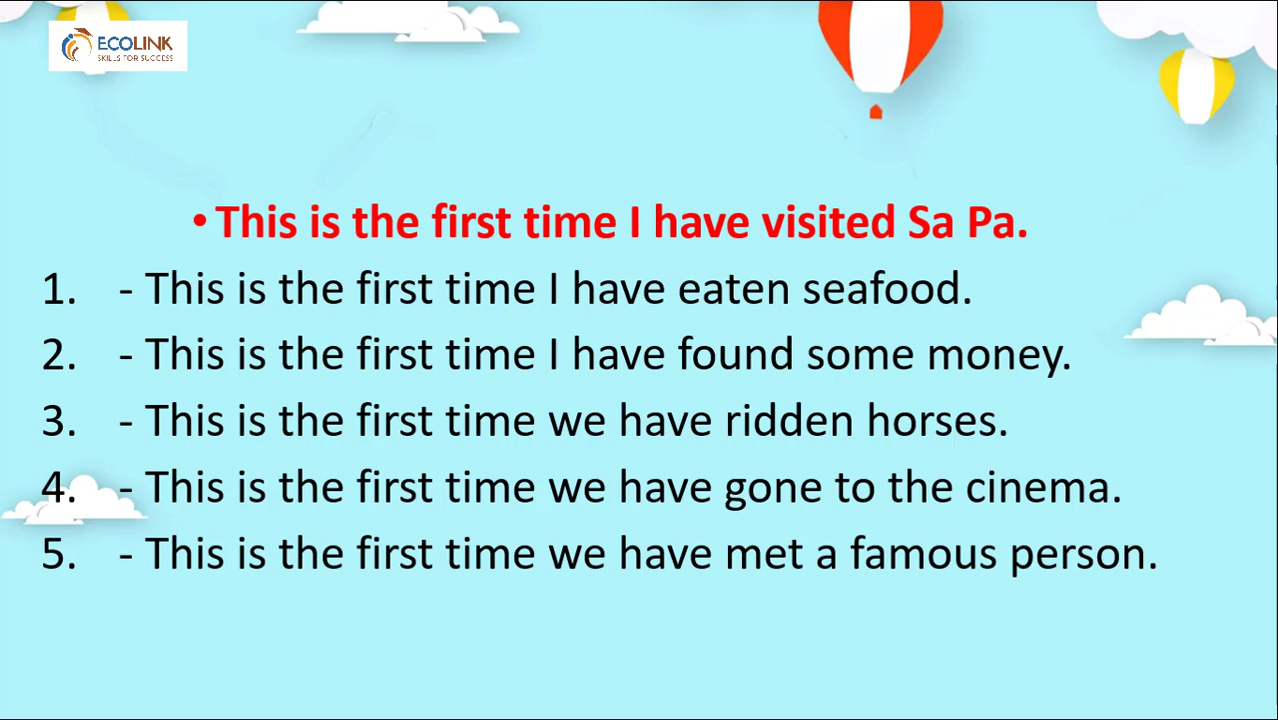 ECOLINK
SKILLS FOR SUCCESS
• This is the first time I have visited Sa Pa.
1. - This is the first time I have eaten seafood.
2. - This is the first time I have found some money.
3. - This is the first time we have ridden horses.
4. - This is the first time we have gone to the cinema.
5. - This is the first time we have met a famous person.